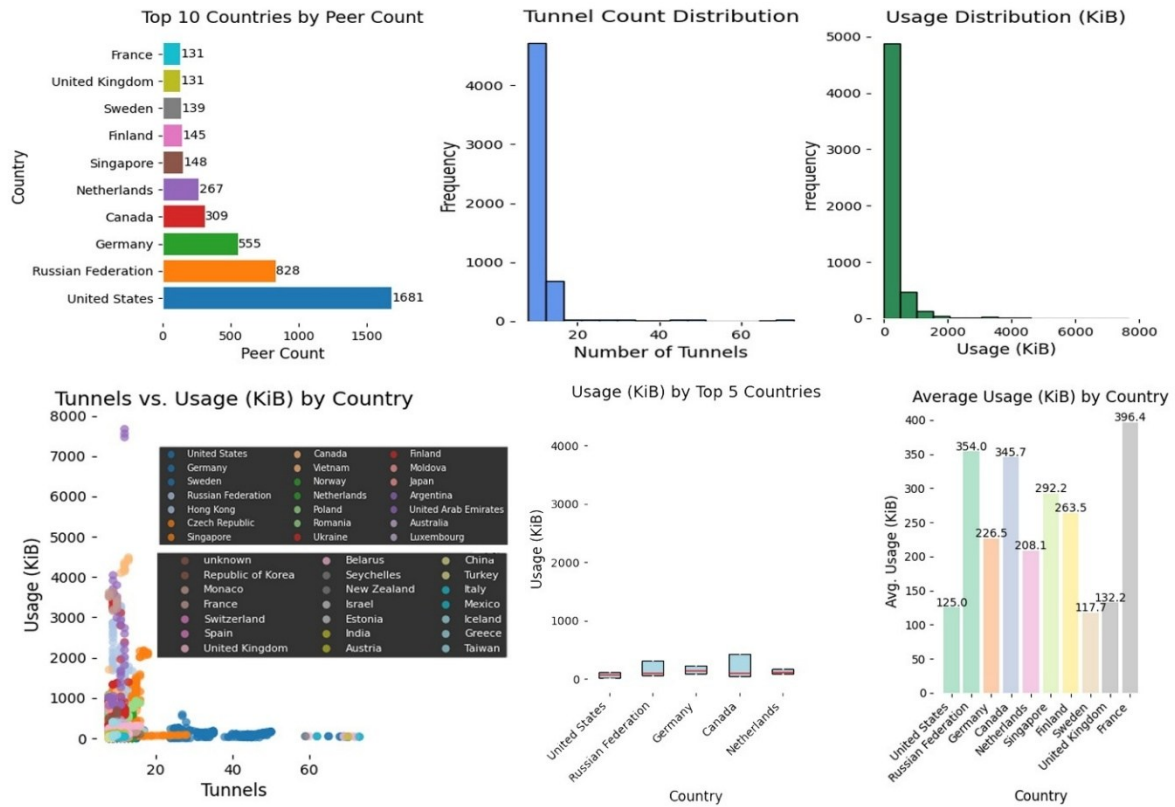 Top 10 Countries by Peer Count
France
131
United Kingdom
131
Sweden
139
Finland
145
Singapore
148
Netherlands
267
Canada
309
Germany
555
Russian Federation
828
United States
1681
Country
0
500
1000
1500
Peer Count
Tunnel Count Distribution
4000
3000
2000
1000
0
Frequency
20
40
60
Number of Tunnels
Usage Distribution (KiB)
5000
4000
3000
2000
1000
0
Frequency
0
2000
4000
6000
8000
Usage (KiB)
Tunnels vs. Usage (KiB) by Country
8000
7000
6000
5000
4000
3000
2000
1000
0
Usage (KiB)
United States
Germany
Sweden
Russian Federation
Hong Kong
Czech Republic
Singapore
Canada
Vietnam
Norway
Netherlands
Poland
Romania
Ukraine
Finland
Moldova
Japan
Argentina
United Arab Emirates
Australia
Luxembourg
unknown
Republic of Korea
Monaco
France
Switzerland
Spain
United Kingdom
Belarus
Seychelles
New Zealand
Israel
Estonia
India
Austria
China
Turkey
Italy
Mexico
Iceland
Greece
Taiwan
20
40
60
Tunnels
Usage (KiB) by Top 5 Countries
4000
3000
2000
1000
0
Usage (KiB)
United States
Russian Federation
Germany
Canada
Netherlands
Country
Average Usage (KiB) by Country
400
350
300
250
200
150
100
50
0
Avg. Usage (KiB)
125.0
354.0
226.5
345.7
208.1
292.2
263.5
117.7
132.2
396.4
United States
Russian Federation
Germany
Canada
Netherlands
Singapore
Finland
Sweden
United Kingdom
France
Country